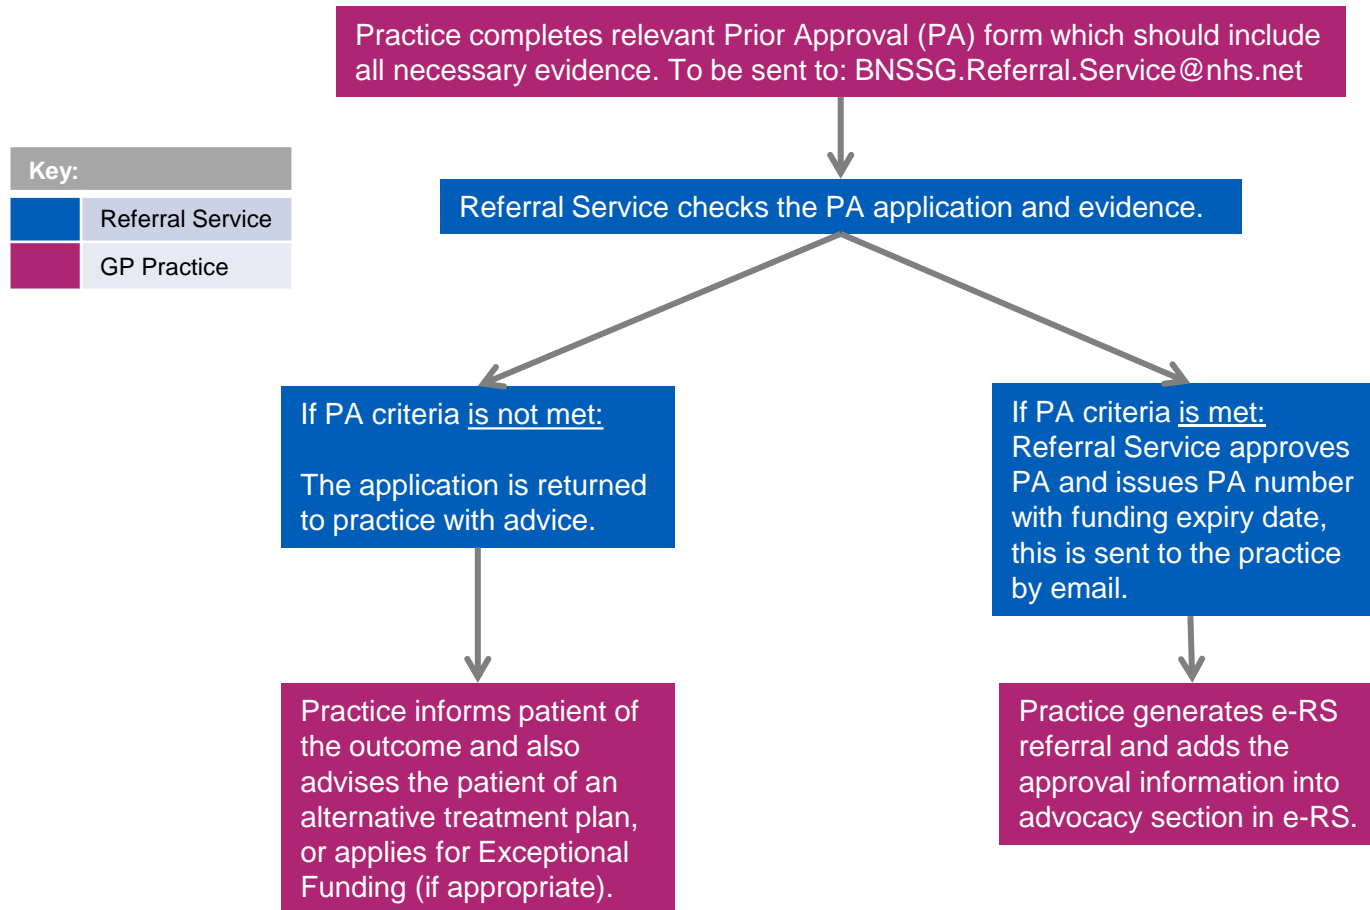 Practice completes relevant Prior Approval (PA) form which should include
all necessary evidence. To be sent to: BNSSG.Referral.Service@nhs.net
Key:
Referral Service
GP Practice
Referral Service checks the PA application and evidence.
If PA criteria is not met:
The application is returned
to practice with advice.
If PA criteria is met:
Referral Service approves
PA and issues PA number
with funding expiry date,
this is sent to the practice
by email.
Practice informs patient of
the outcome and also
advises the patient of an
alternative treatment plan,
or applies for Exceptional
Funding (if appropriate).
Practice generates e-RS
referral and adds the
approval information into
advocacy section in e-RS.